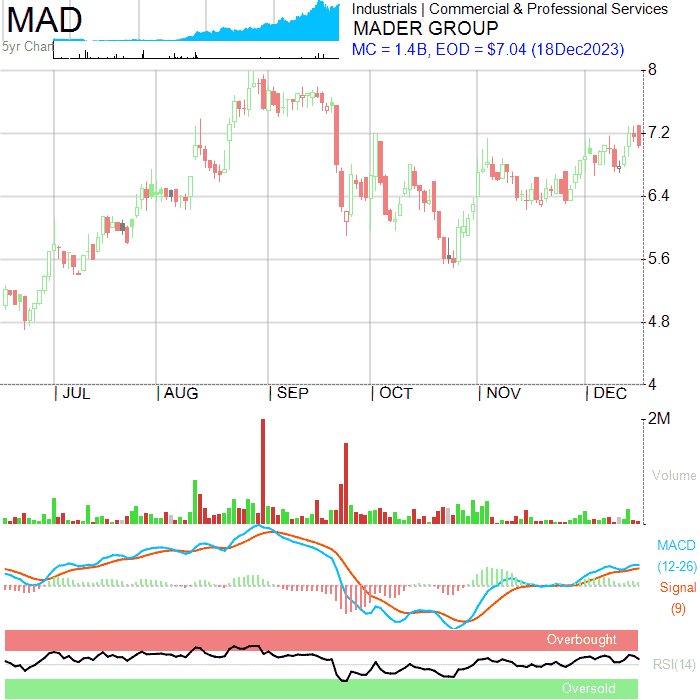 MAD
5yr Chart
Industrials | Commercial & Professional Services
MADER GROUP
MC = 1.4B, EOD = $7.04 (18Dec2023)
8
7.2
6.4
5.6
4.8
4
JUL
AUG
SEP
OCT
NOV
DEC
2M
Volume
MACD
(12-26)
Signal
(9)
Overbought
RSI(14)
Oversold